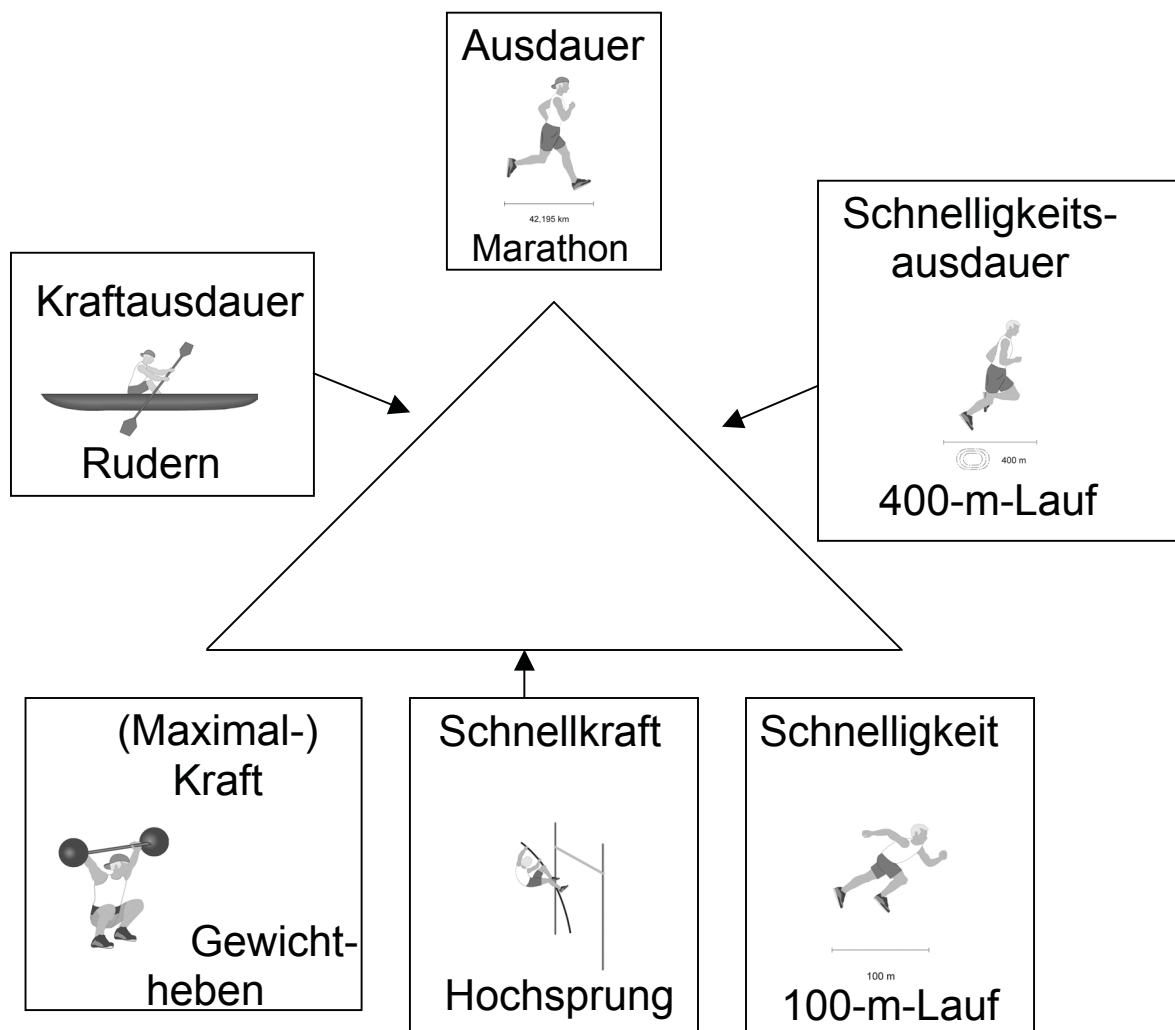 Ausdauer
42,195 km
Marathon
Schnelligkeits-
ausdauer
400 m
400-m-Lauf
Kraftausdauer
Rudern
(Maximal-)
Kraft
Gewicht-
heben
Schnellkraft
Hochsprung
Schnelligkeit
100 m
100-m-Lauf